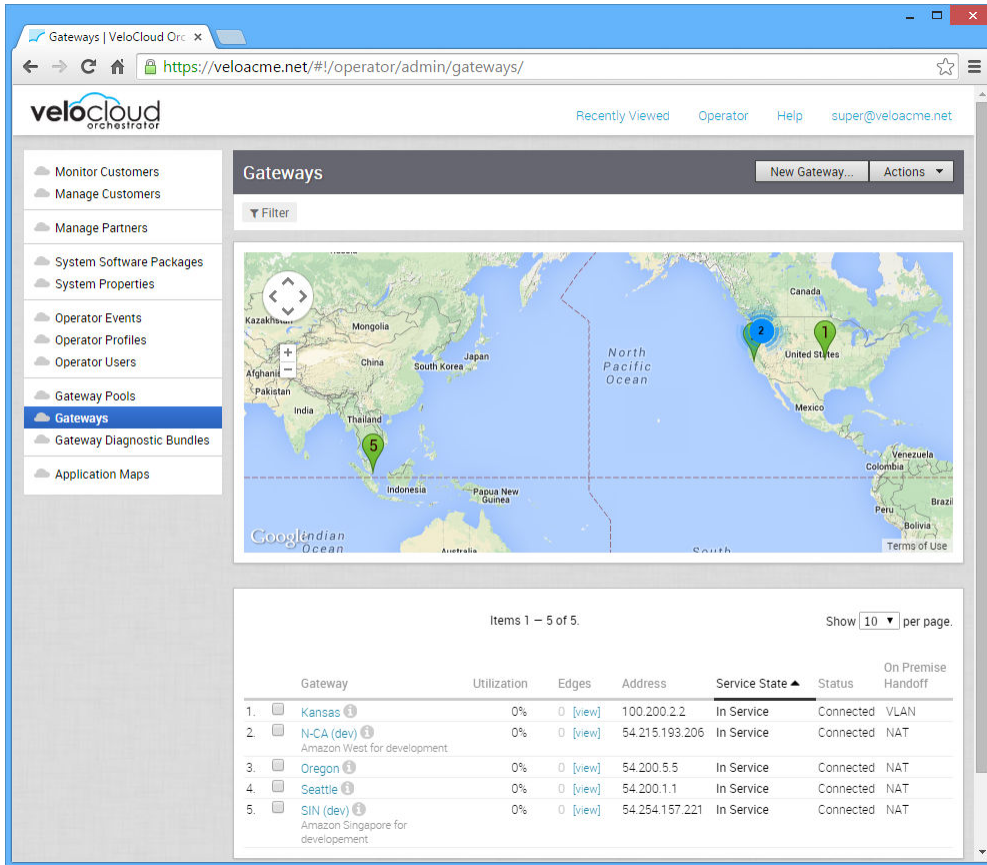 Gateways | VeloCloud Orc
https://veloacme.net/#!/operator/admin/gateways/
velocloud
orchestrator
Recently Viewed Operator Help super@veloacme.net
Monitor Customers
Manage Customers
Manage Partners
System Software Packages
System Properties
Operator Events
Operator Profiles
Operator Users
Gateway Pools
Gateways
Gateway Diagnostic Bundles
Application Maps
Gateways
New Gateway... Actions
Filter
Canada
Mongolia
China
South Korea
Japan
Pakistan
India
Thailand
North
Pacific
Ocean
2
1
United States
Mexico
5
Venezuela
Colombia
Indonesia
Papua New
Guinea
Brazil
Peru
Bolivia
Google
Indian
Ocean
Australia
South
Terms of Use
Items 1 – 5 of 5.
Show 10 per page.
Gateway Utilization Edges Address Service State Status On Premise Handoff
1. Kansas 0% 0 [view] 100.200.2.2 In Service Connected VLAN
2. N-CA (dev) 0% 0 [view] 54.215.193.206 In Service Connected NAT
Amazon West for development
3. Oregon 0% 0 [view] 54.200.5.5 In Service Connected NAT
4. Seattle 0% 0 [view] 54.200.1.1 In Service Connected NAT
5. SIN (dev) 0% 0 [view] 54.254.157.221 In Service Connected NAT
Amazon Singapore for
developement